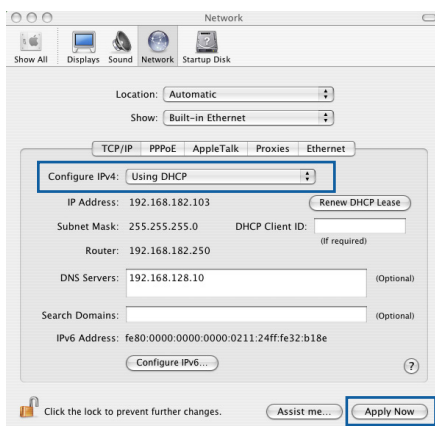 Network
Show All Displays Sound Network Startup Disk
Location: Automatic
Show: Built-in Ethernet
TCP/IP PPPoE AppleTalk Proxies Ethernet
Configure IPv4: Using DHCP
IP Address: 192.168.182.103 Renew DHCP Lease
Subnet Mask: 255.255.255.0 DHCP Client ID:
(If required)
Router: 192.168.182.250
DNS Servers: 192.168.128.10 (Optional)
Search Domains: (Optional)
IPv6 Address: fe80:0000:0000:0000:0211:24ff:fe32:b18e
Configure IPv6... ?
Click the lock to prevent further changes. Assist me... Apply Now